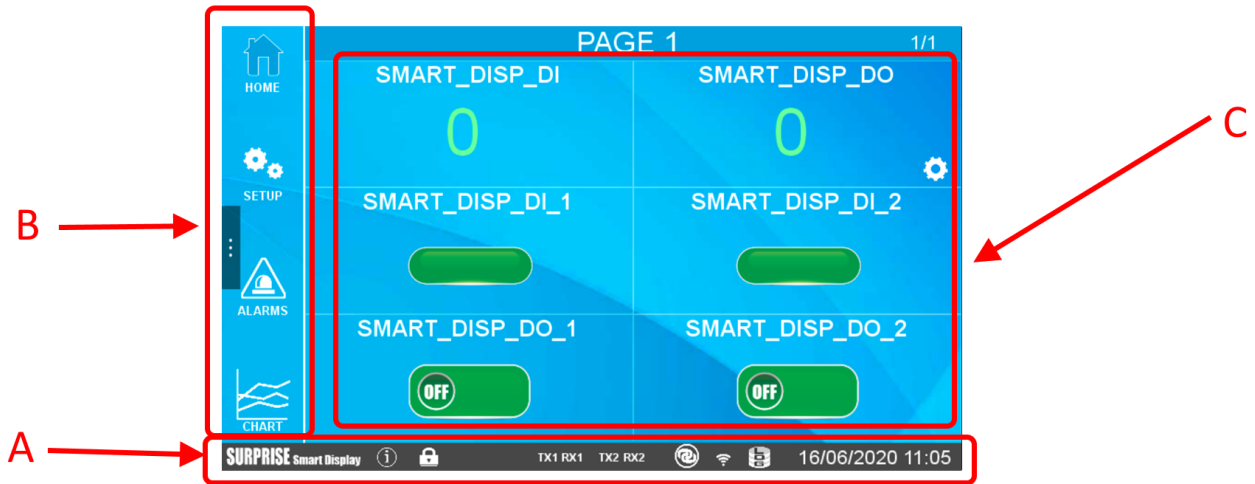 PAGE 1 1/1
HOME
SMART_DISP_DI SMART_DISP_DO
0 0
C
SETUP
SMART_DISP_DI_1 SMART_DISP_DI_2
B
ALARMS
SMART_DISP_DO_1 SMART_DISP_DO_2
OFF OFF
CHART
A
SURPRISE Smart Display i TX1 RX1 TX2 RX2 16/06/2020 11:05